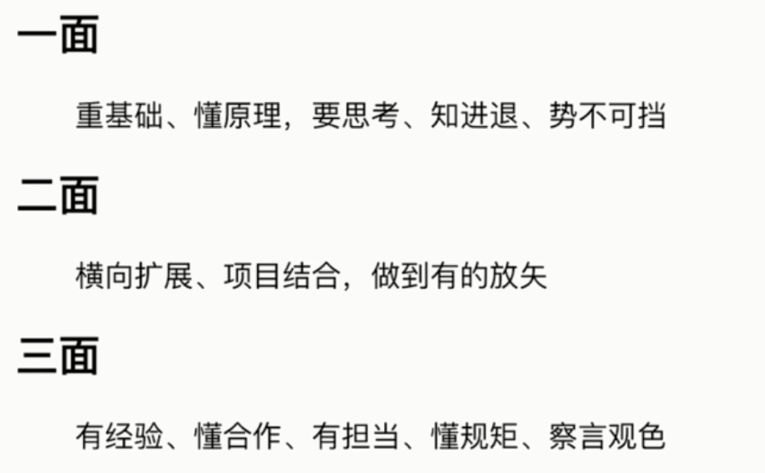 一面
重基础、懂原理，要思考、知进退、势不可挡
二面
横向扩展、项目结合，做到有的放矢
三面
有经验、懂合作、有担当、懂规矩、察言观色